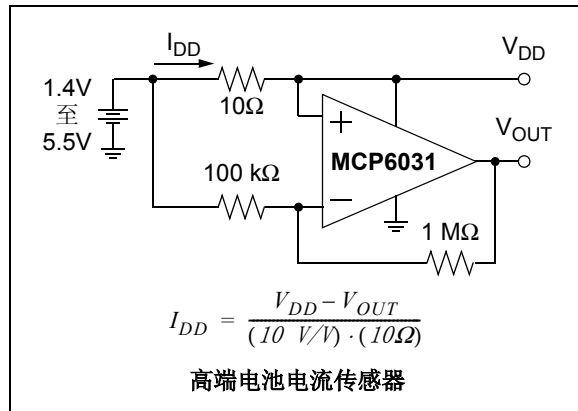 I_DD
V_DD
1.4V
至
5.5V
10Ω
V_OUT
+
MCP6031
100 kΩ
−
1 MΩ
I_DD = (V_DD − V_OUT) / ((10 V/V) · (10Ω))
高端电池电流传感器